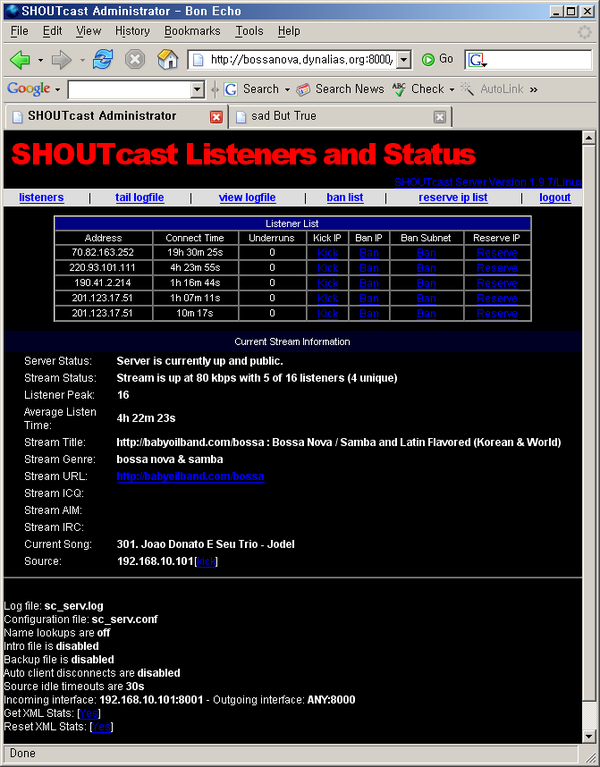 SHOUTcast Administrator - Bon Echo
File Edit View History Bookmarks Tools Help
http://bossanova.dynalias.org:8000/ Go
Google Search Search News Check AutoLink »
SHOUTcast Administrator sad But True
SHOUTcast Listeners and Status
SHOUTcast Server Version 1.9.7/Linux
listeners | tail logfile | view logfile | ban list | reserve ip list | logout
Listener List
Address Connect Time Underruns Kick IP Ban IP Ban Subnet Reserve IP
70.82.163.252 19h 30m 25s 0 Kick Ban Ban Reserve
220.93.101.111 4h 23m 55s 0 Kick Ban Ban Reserve
190.41.2.214 1h 16m 44s 0 Kick Ban Ban Reserve
201.123.17.51 1h 07m 11s 0 Kick Ban Ban Reserve
201.123.17.51 10m 17s 0 Kick Ban Ban Reserve
Current Stream Information
Server Status: Server is currently up and public.
Stream Status: Stream is up at 80 kbps with 5 of 16 listeners (4 unique)
Listener Peak: 16
Average Listen
Time: 4h 22m 23s
Stream Title: http://babyoilband.com/bossa : Bossa Nova / Samba and Latin Flavored (Korean & World)
Stream Genre: bossa nova & samba
Stream URL: http://babyoilband.com/bossa
Stream ICQ:
Stream AIM:
Stream IRC:
Current Song: 301. Joao Donato E Seu Trio - Jodel
Source: 192.168.10.101[kick]
Log file: sc_serv.log
Configuration file: sc_serv.conf
Name lookups are off
Intro file is disabled
Backup file is disabled
Auto client disconnects are disabled
Source idle timeouts are 30s
Incoming interface: 192.168.10.101:8001 - Outgoing interface: ANY:8000
Get XML Stats: [Yes]
Reset XML Stats: [Yes]
Done